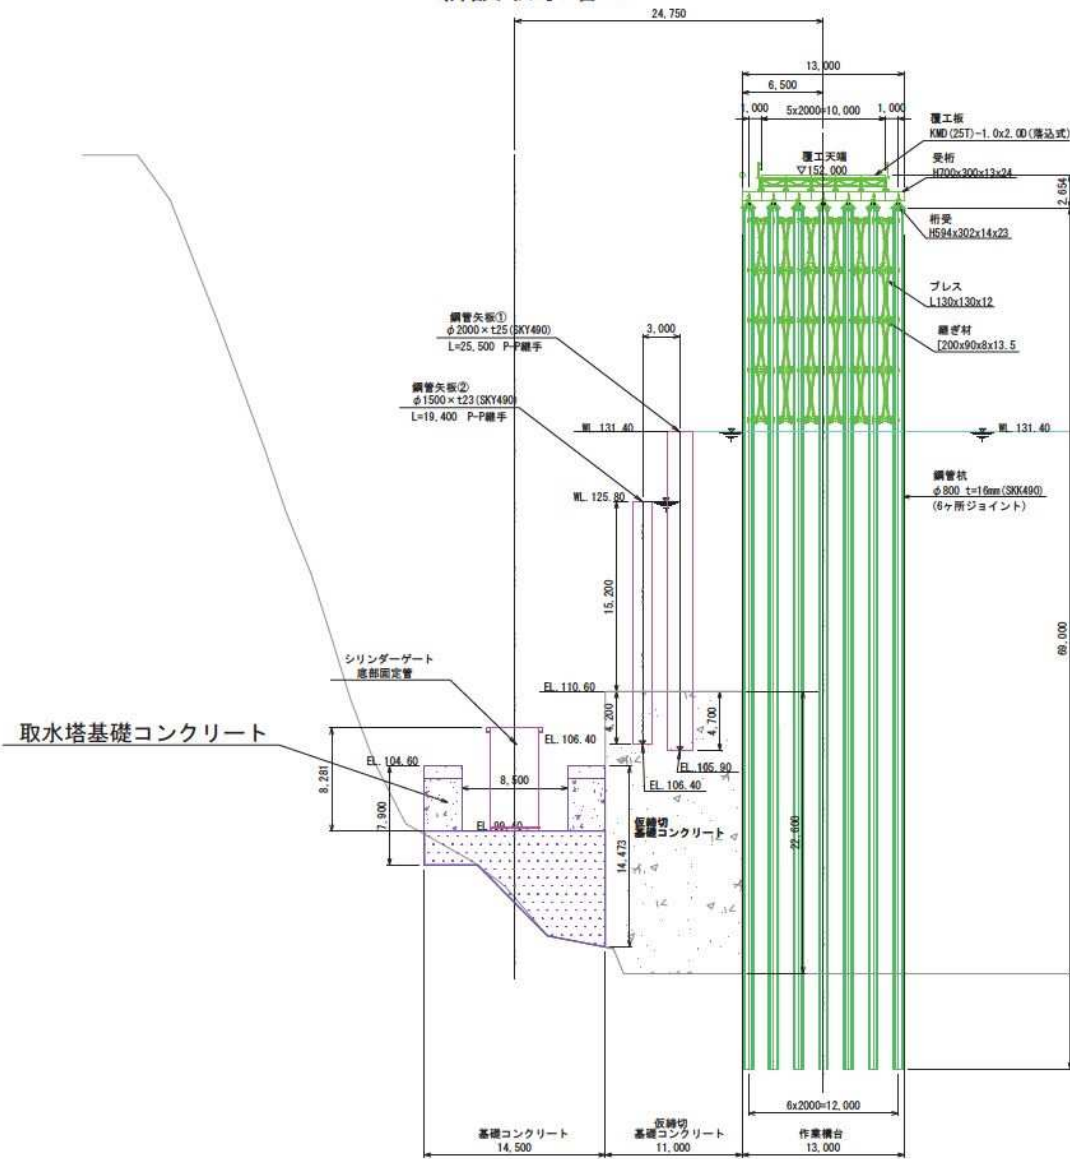 24,750
13,000
6,500
1,000
5x2000=10,000
1,000
覆工板
KMD(25T)-1.0x2.0D(落込式)
覆工天端
▽152.000
受桁
H700x300x13x24
2,654
桁受
H594x302x14x23
ブレス
L130x130x12
鋼管矢板①
φ2000×t25(SKY490)
L=25,500 P-P継手
3,000
継ぎ材
[200x90x8x13.5
鋼管矢板②
φ1500×t23(SKY490)
L=19,400 P-P継手
WL.131.40
WL.131.40
鋼管杭
φ800 t=16mm(SKK490)
(6ヶ所ジョイント)
WL.125.80
15,200
69,000
シリンダーゲート
底部固定管
EL.110.60
4,200
4,700
取水塔基礎コンクリート
EL.106.40
EL.104.60
EL.105.90
8,281
8,500
EL.106.40
7,900
EL.99.40
仮締切
基礎コンクリート
14,473
22,600
6x2000=12,000
基礎コンクリート
14,500
仮締切
基礎コンクリート
11,000
作業構台
13,000